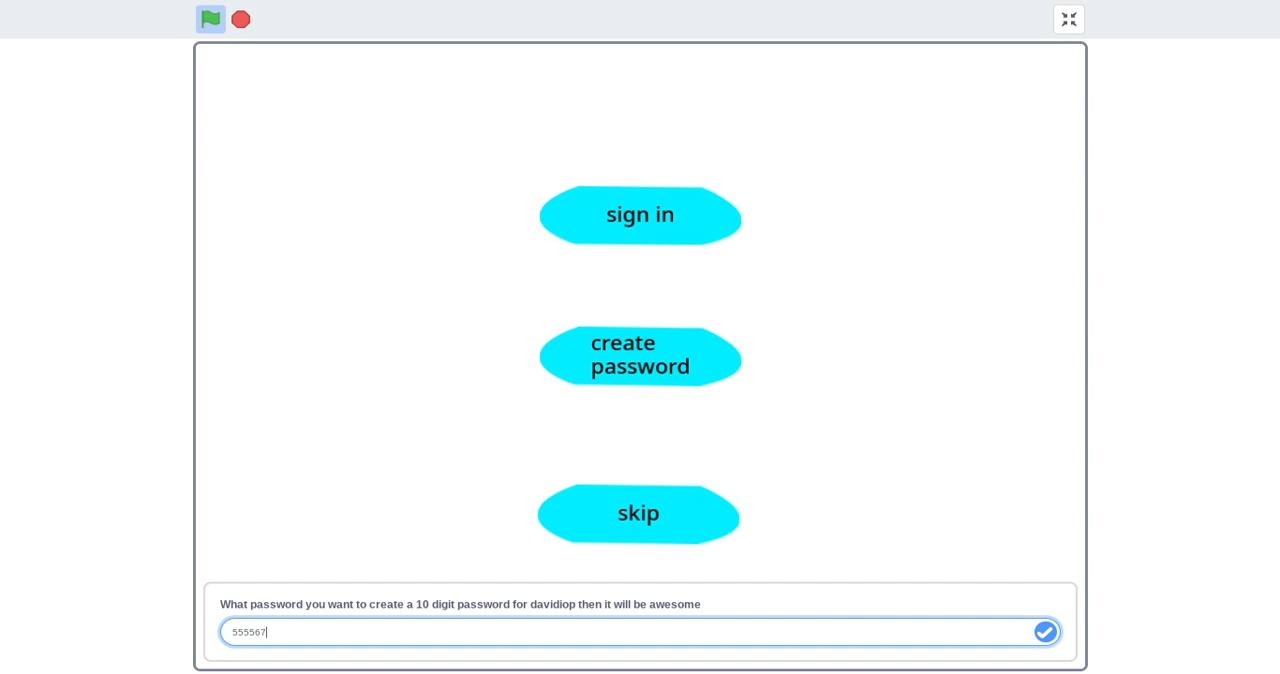 sign in
create
password
skip
What password you want to create a 10 digit password for davidiop then it will be awesome
555567